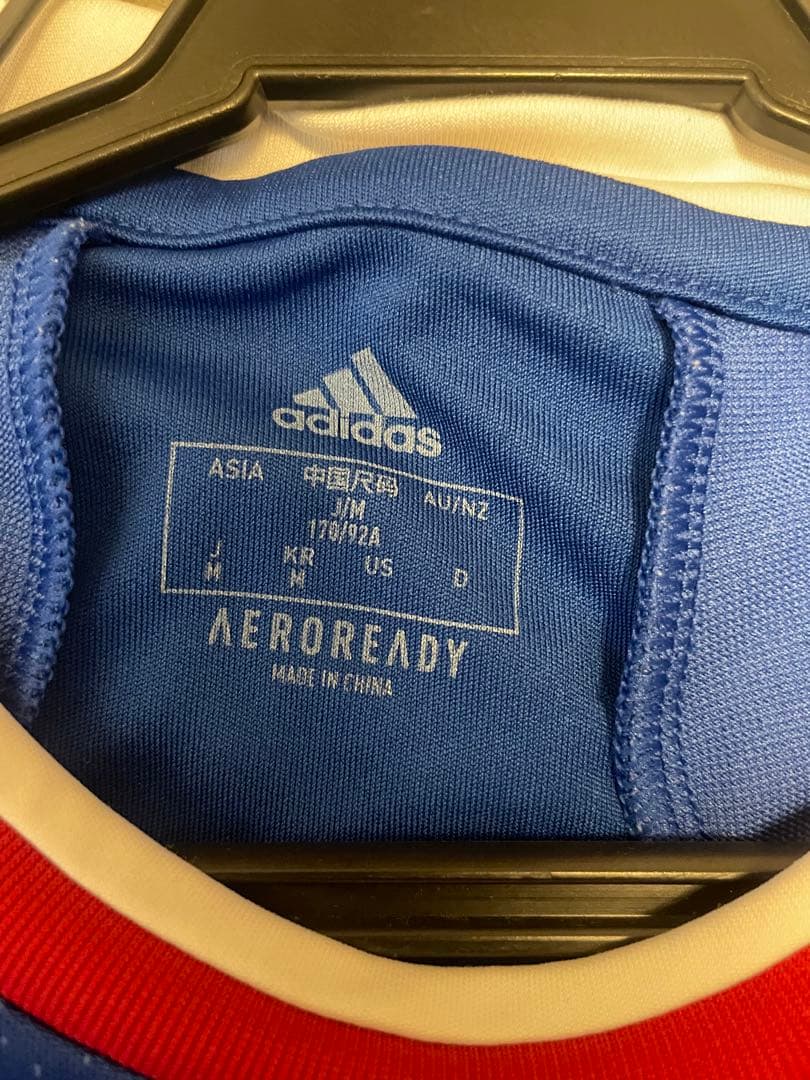 adidas
ASIA 中国尺码 AU/NZ
J/M
170/92A
J KR US D
M M
AEROREADY
MADE IN CHINA